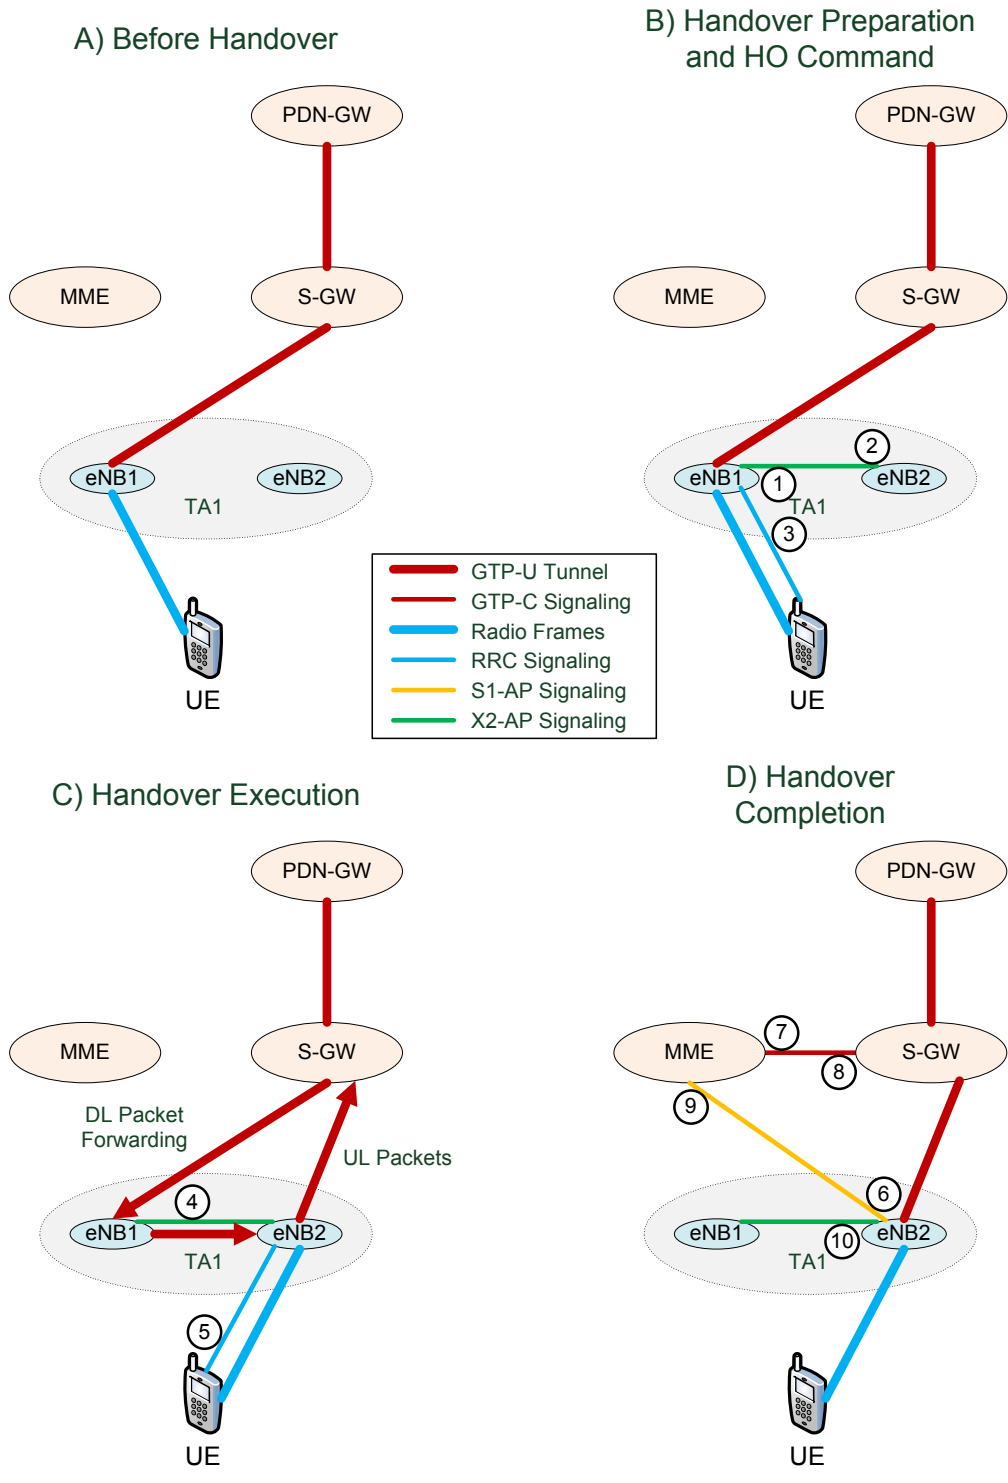 A) Before Handover
PDN-GW
MME
S-GW
eNB1
eNB2
TA1
UE
B) Handover Preparation
and HO Command
PDN-GW
MME
S-GW
2
eNB1
eNB2
1
TA1
3
UE
GTP-U Tunnel
GTP-C Signaling
Radio Frames
RRC Signaling
S1-AP Signaling
X2-AP Signaling
C) Handover Execution
PDN-GW
MME
S-GW
DL Packet
Forwarding
UL Packets
4
eNB1
eNB2
TA1
5
UE
D) Handover
Completion
PDN-GW
7
MME
S-GW
8
9
6
eNB1
eNB2
10
TA1
UE